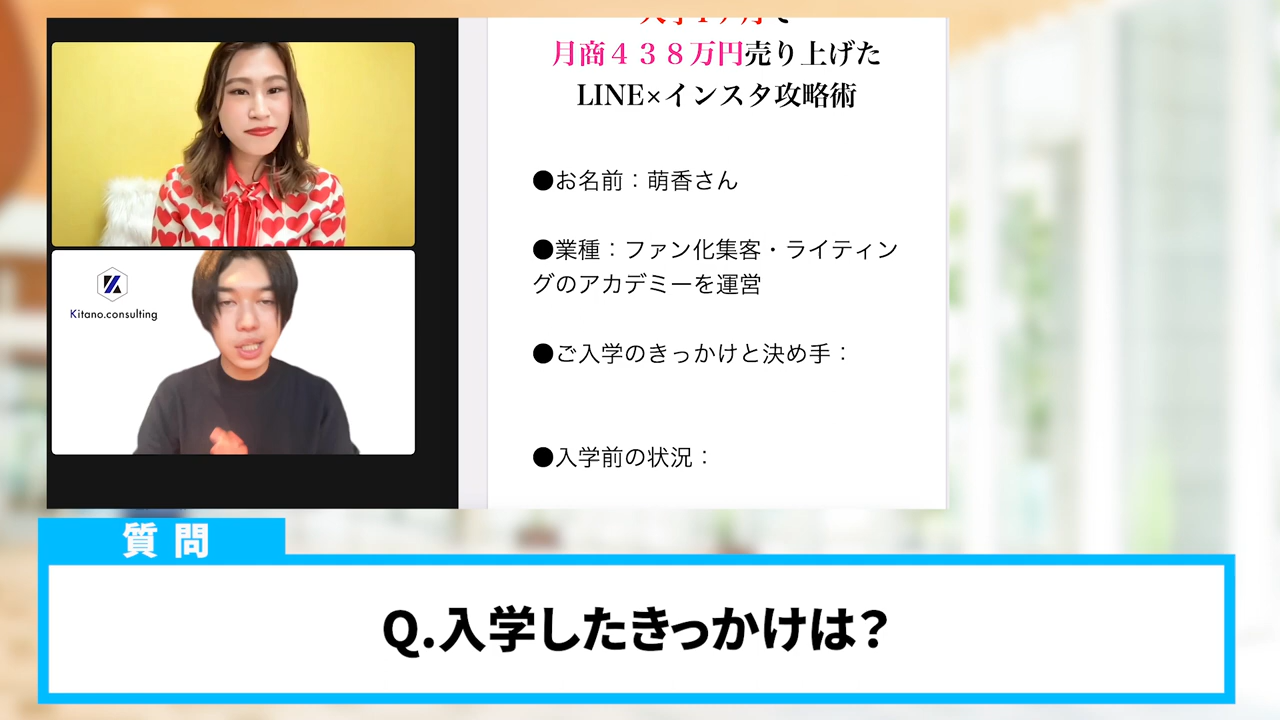 月商４３８万円売り上げた
LINE×インスタ攻略術
●お名前：萌香さん
●業種：ファン化集客・ライティン
グのアカデミーを運営
●ご入学のきっかけと決め手：
●入学前の状況：
Kitano.consulting
質問
Q.入学したきっかけは？